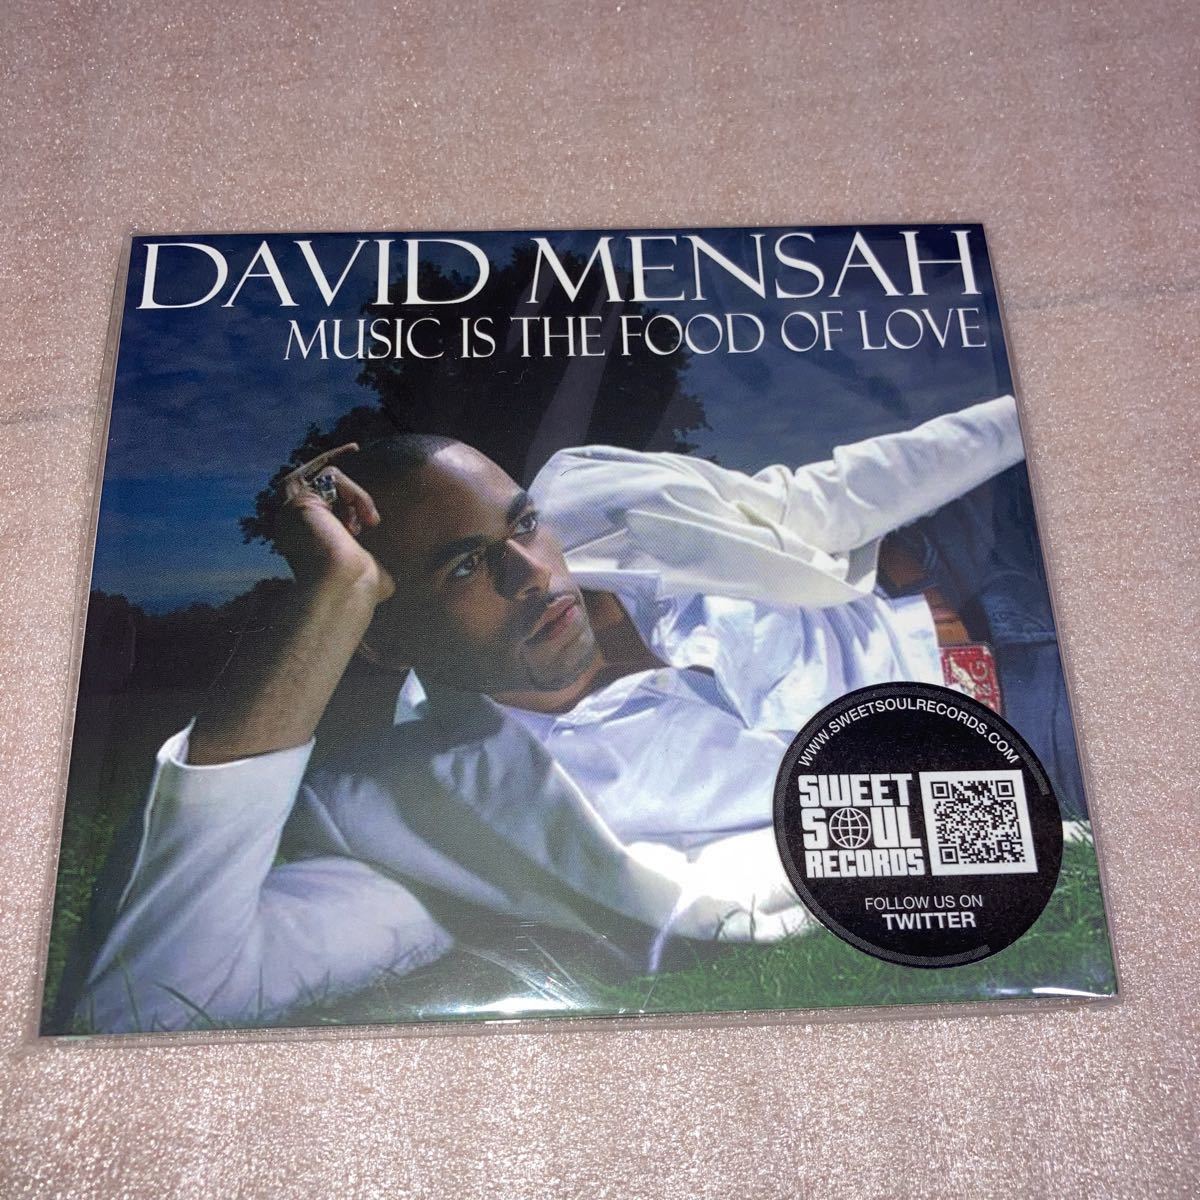 DAVID MENSAH
MUSIC IS THE FOOD OF LOVE
WWW.SWEETSOULRECORDS.COM
SWEET
SOUL
RECORDS
FOLLOW US ON
TWITTER